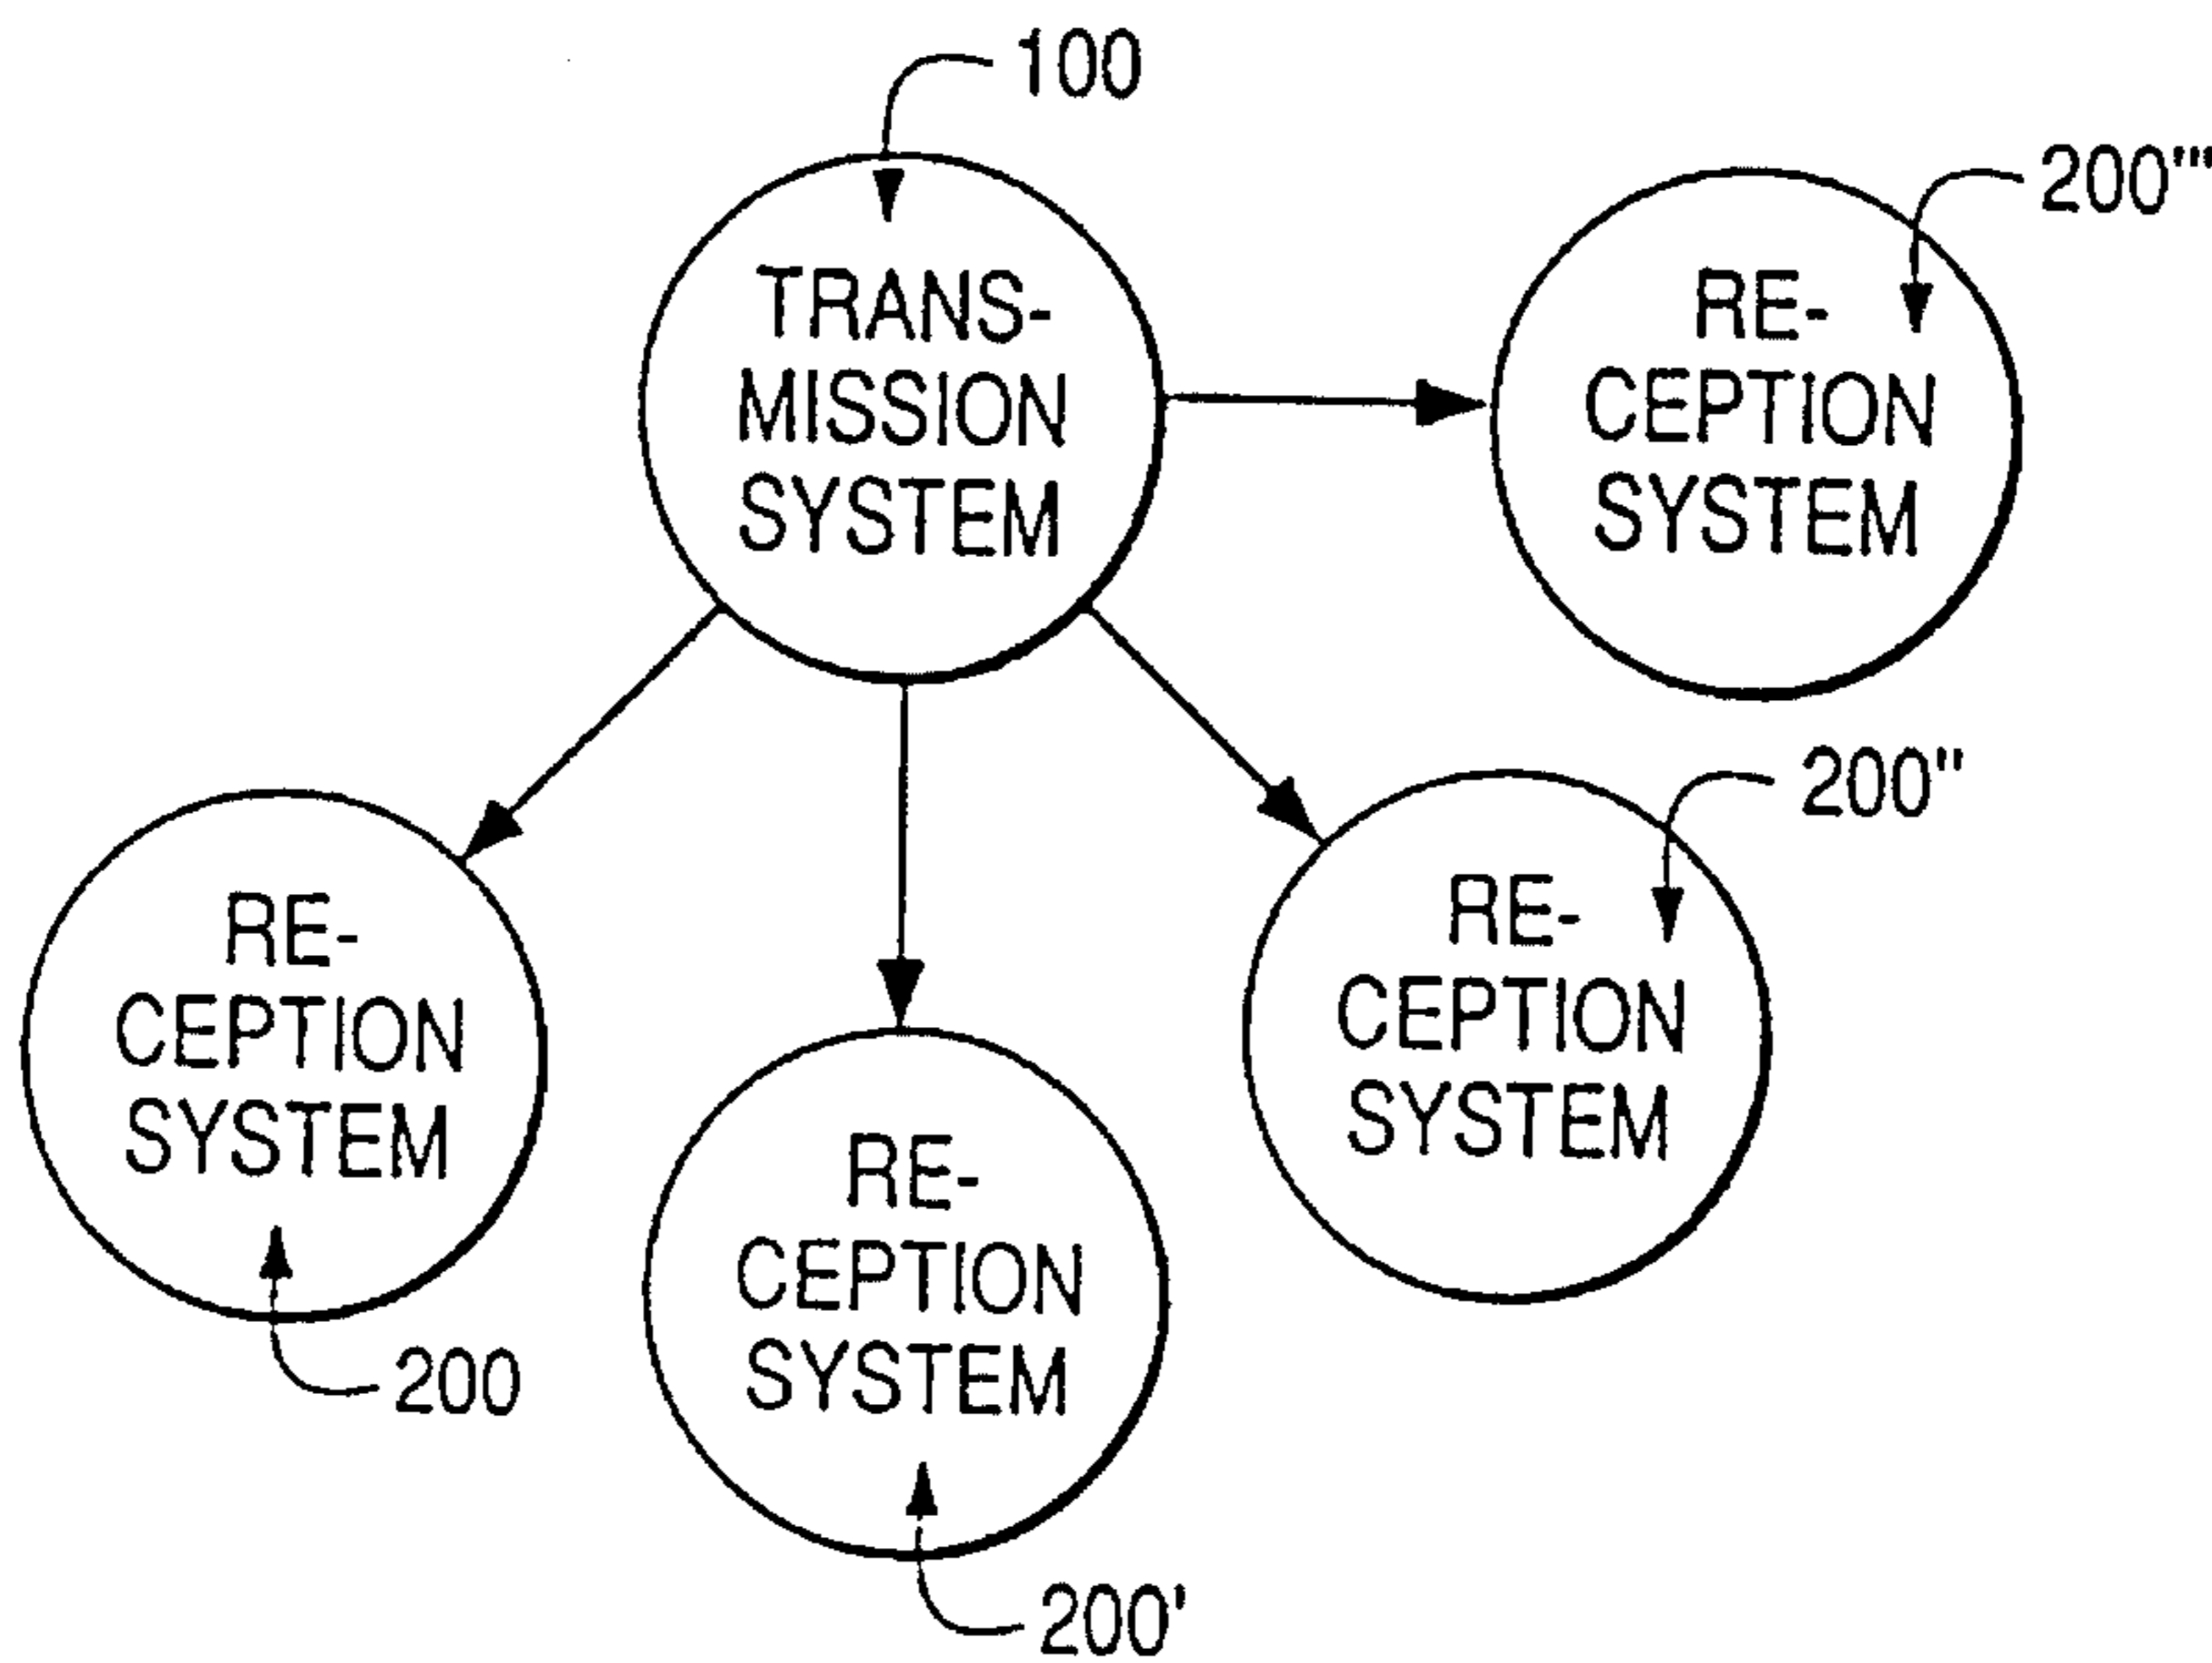 100
TRANS-
MISSION
SYSTEM
200'''
RE-
CEPTION
SYSTEM
200''
RE-
CEPTION
SYSTEM
RE-
CEPTION
SYSTEM
200
RE-
CEPTION
SYSTEM
200'